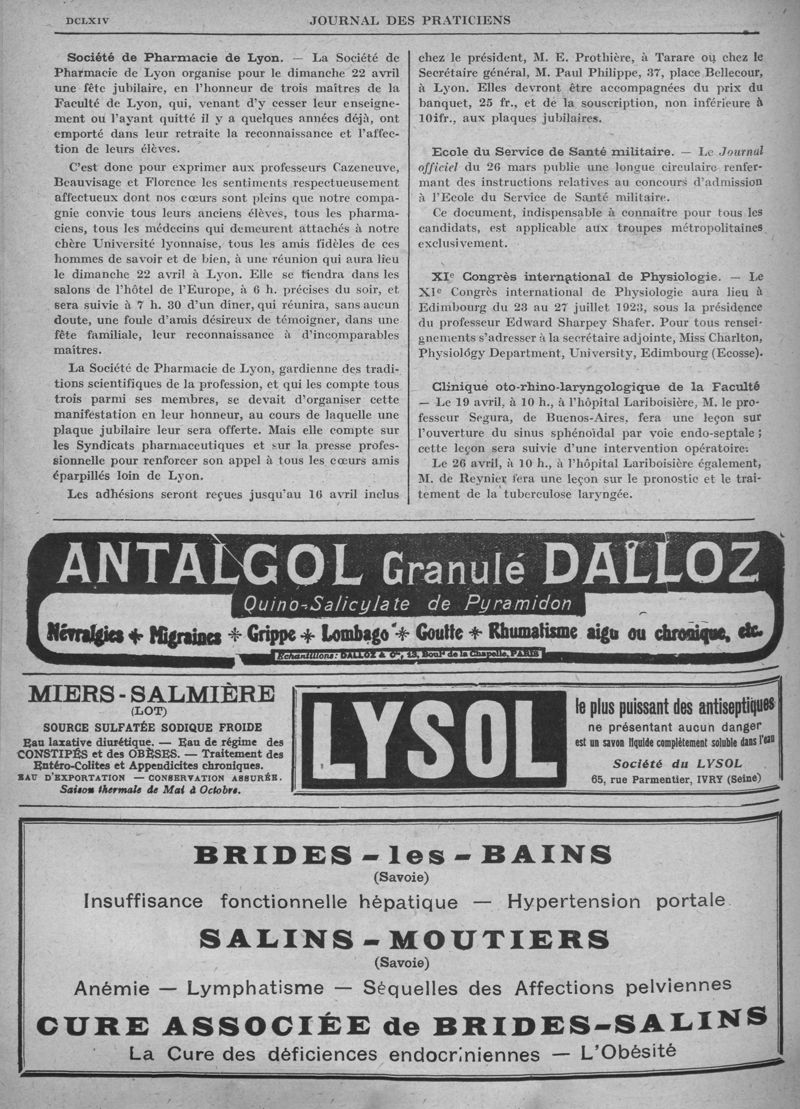 DCLXIV
JOURNAL DES PRATICIENS
Société de Pharmacie de Lyon. — La Société de
Pharmacie de Lyon organise pour le dimanche 22 avril
une fête jubilaire, en l'honneur de trois maîtres de la
Faculté de Lyon, qui, venant d'y cesser leur enseigne-
ment ou l'ayant quitté il y a quelques années déjà, ont
emporté dans leur retraite la reconnaissance et l'affec-
tion de leurs élèves.
C'est donc pour exprimer aux professeurs Cazeneuve,
Beauvisage et Florence les sentiments respectueusement
affectueux dont nos cœurs sont pleins que notre compa-
gnie convie tous leurs anciens élèves, tous les pharma-
ciens, tous les médecins qui demeurent attachés à notre
chère Université lyonnaise, tous les amis fidèles de ces
hommes de savoir et de bien, à une réunion qui aura lieu
le dimanche 22 avril à Lyon. Elle se tiendra dans les
salons de l'hôtel de l'Europe, à 6 h. précises du soir, et
sera suivie à 7 h. 30 d'un dîner, qui réunira, sans aucun
doute, une foule d'amis désireux de témoigner, dans une
fête familiale, leur reconnaissance à d'incomparables
maîtres.
La Société de Pharmacie de Lyon, gardienne des tradi-
tions scientifiques de la profession, et qui les compte tous
trois parmi ses membres, se devait d'organiser cette
manifestation en leur honneur, au cours de laquelle une
plaque jubilaire leur sera offerte. Mais elle compte sur
les Syndicats pharmaceutiques et sur la presse profes-
sionnelle pour renforcer son appel à tous les cœurs amis
éparpillés loin de Lyon.
Les adhésions seront reçues jusqu'au 16 avril inclus
chez le président, M. E. Prothière, à Tarare ou chez le
Secrétaire général, M. Paul Philippe, 37, place Bellecour,
à Lyon. Elles devront être accompagnées du prix du
banquet, 25 fr., et de la souscription, non inférieure à
10ifr., aux plaques jubilaires.
Ecole du Service de Santé militaire. — Le Journal
officiel du 26 mars publie une longue circulaire renfer-
mant des instructions relatives au concours d'admission
à l'Ecole du Service de Santé militaire.
Ce document, indispensable à connaitre pour tous les
candidats, est applicable aux troupes métropolitaines
exclusivement.
XIe Congrès international de Physiologie. — Le
XIe Congrès international de Physiologie aura lieu à
Edimbourg du 23 au 27 juillet 1923, sous la présidence
du professeur Edward Sharpey Shafer. Pour tous rensei-
gnements s'adresser à la secrétaire adjointe, Miss Charlton,
Physiology Department, University, Edimbourg (Ecosse).
Clinique oto-rhino-laryngologique de la Faculté
— Le 19 avril, à 10 h., à l'hôpital Lariboisière, M. le pro-
fesseur Segura, de Buenos-Aires, fera une leçon sur
l'ouverture du sinus sphénoïdal par voie endo-septale ;
cette leçon sera suivie d'une intervention opératoire.
Le 26 avril, à 10 h., à l'hôpital Lariboisière également,
M. de Reynier fera une leçon sur le pronostic et le trai-
tement de la tuberculose laryngée.
ANTALGOL Granulé DALLOZ
Quino-Salicylate de Pyramidon
Névralgies * Migraines * Grippe * Lombago * Goutte * Rhumatisme aigu ou chronique, etc.
Echantillons : DALLOZ & Cie, 13, Boulr de la Chapelle, PARIS
MIERS-SALMIÈRE
(LOT)
SOURCE SULFATÉE SODIQUE FROIDE
Eau laxative diurétique. — Eau de régime des
CONSTIPÉS et des OBÈSES. — Traitement des
Entéro-Colites et Appendicites chroniques.
EAU D'EXPORTATION — CONSERVATION ASSURÉE.
Saison thermale de Mai à Octobre.
LYSOL
le plus puissant des antiseptiques
ne présentant aucun danger
est un savon liquide complètement soluble dans l'eau
Société du LYSOL
65, rue Parmentier, IVRY (Seine)
BRIDES-les-BAINS
(Savoie)
Insuffisance fonctionnelle hépatique — Hypertension portale
SALINS-MOUTIERS
(Savoie)
Anémie — Lymphatisme — Séquelles des Affections pelviennes
CURE ASSOCIÉE de BRIDES-SALINS
La Cure des déficiences endocriniennes — L'Obésité